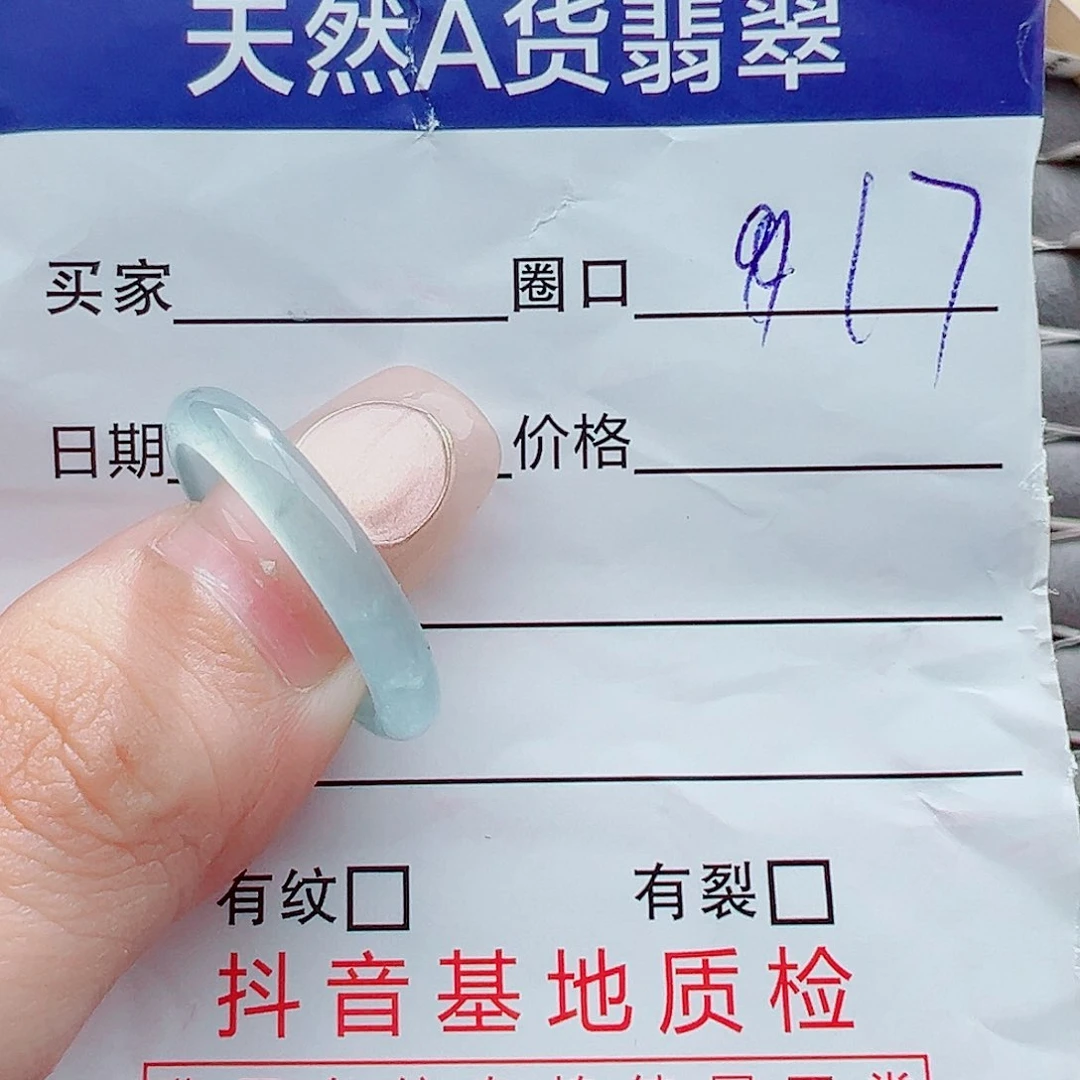 天然A货翡翠
买家 圈口 17
日期 价格
有纹□ 有裂□
抖音基地质检